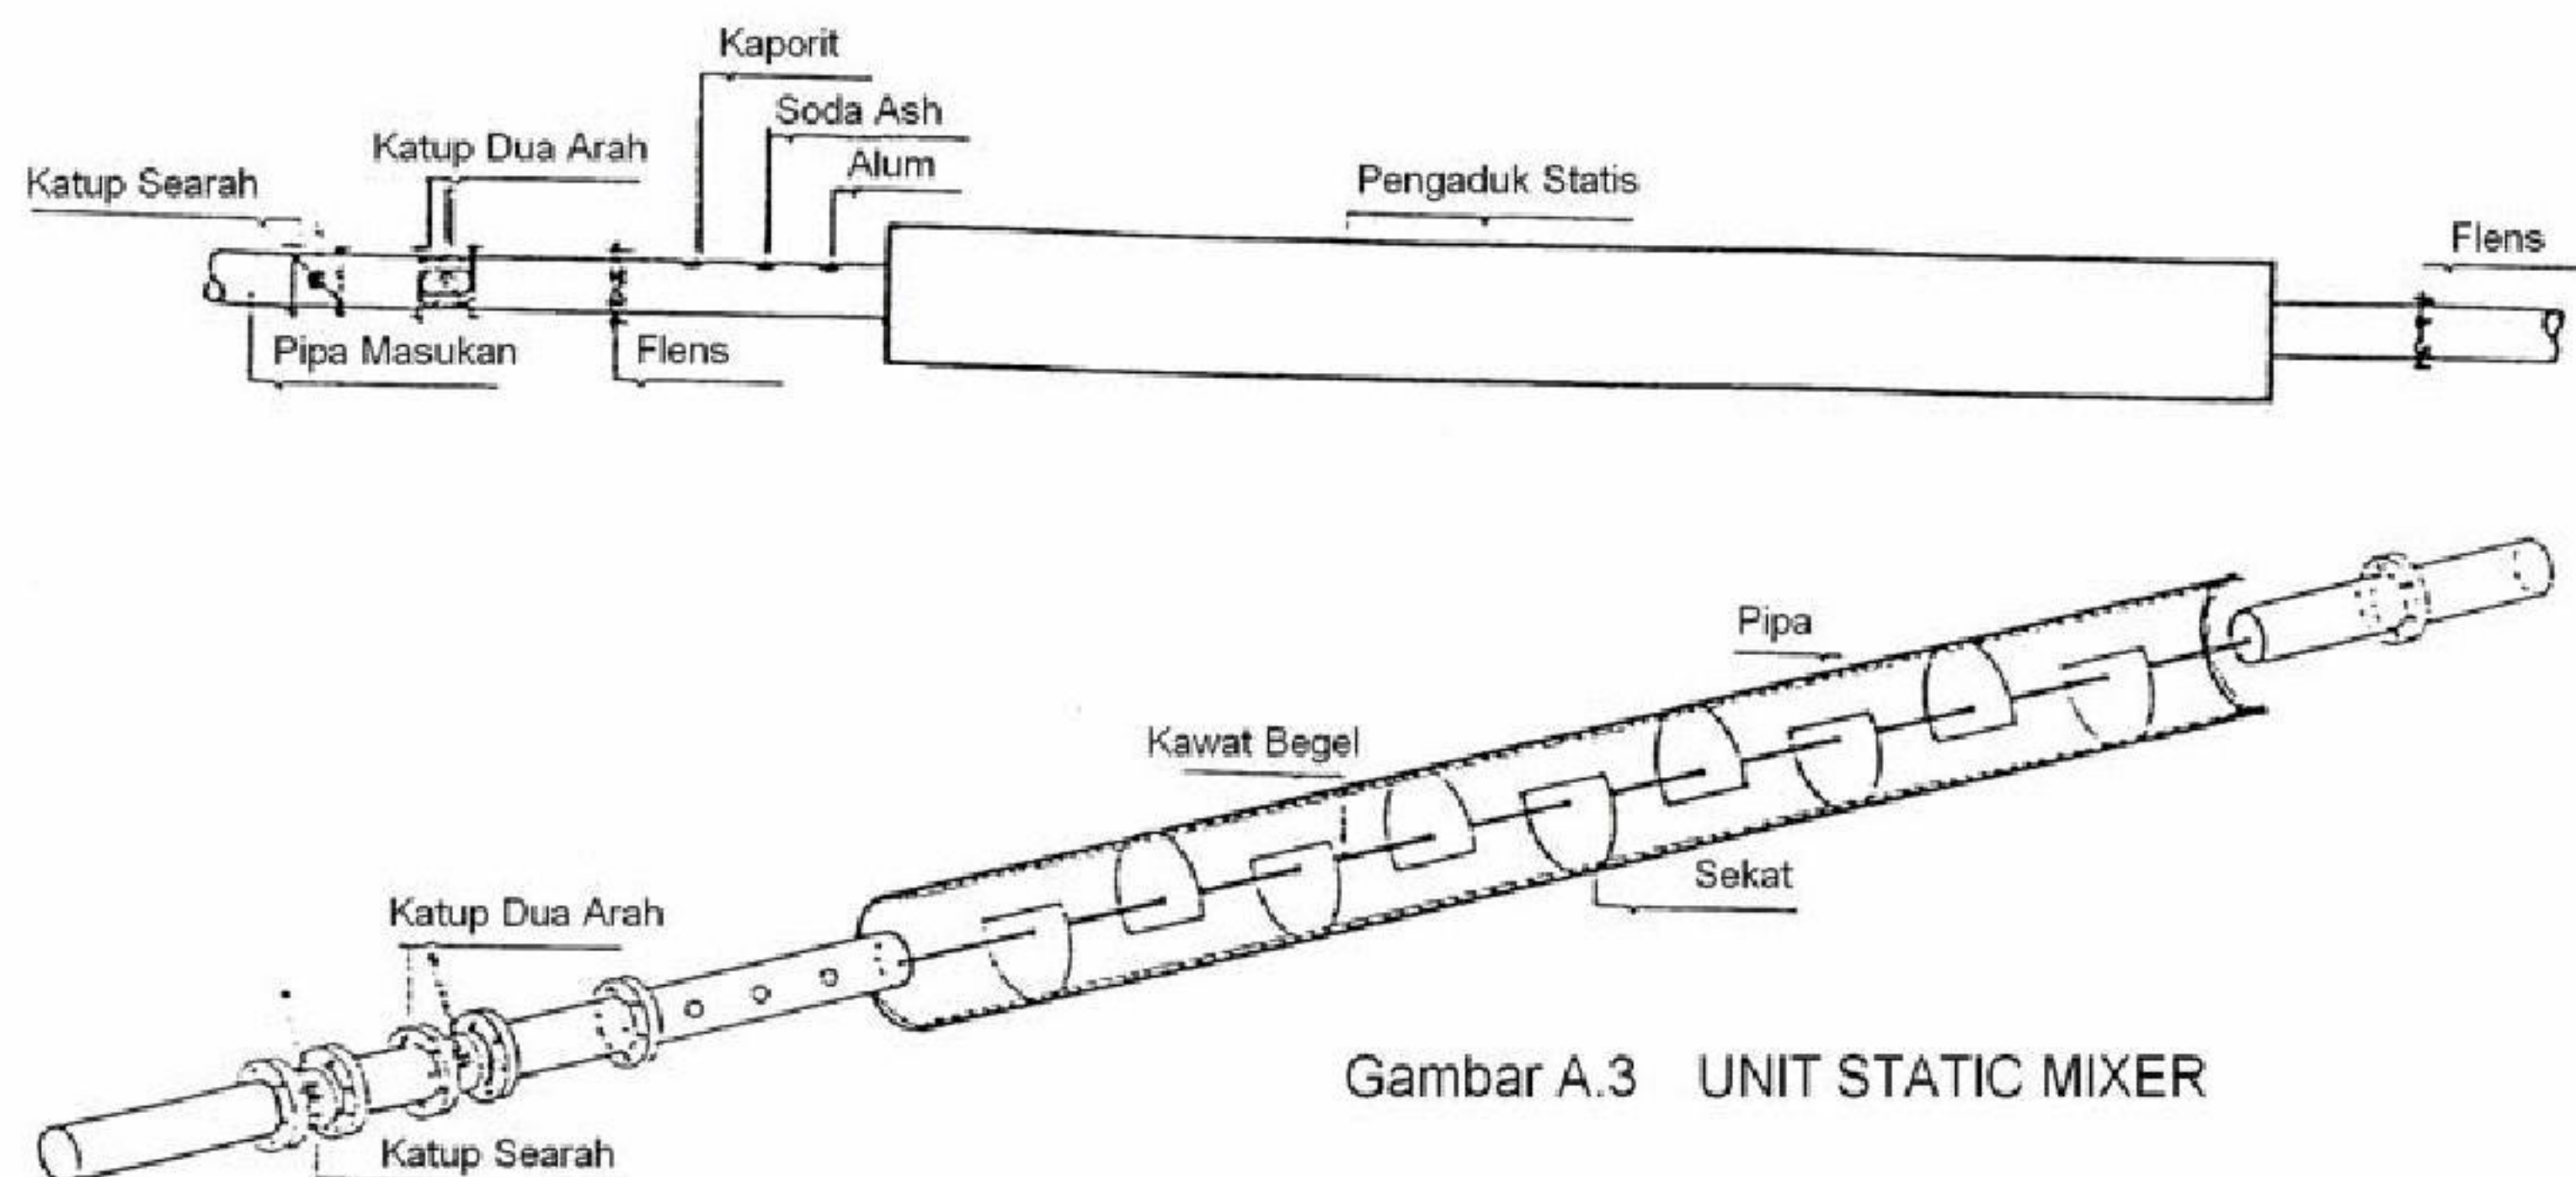 Kaporit
Soda Ash
Katup Dua Arah
Alum
Katup Searah
Pengaduk Statis
Flens
Pipa Masukan
Flens
Pipa
Kawat Begel
Sekat
Katup Dua Arah
Gambar A.3 UNIT STATIC MIXER
Katup Searah